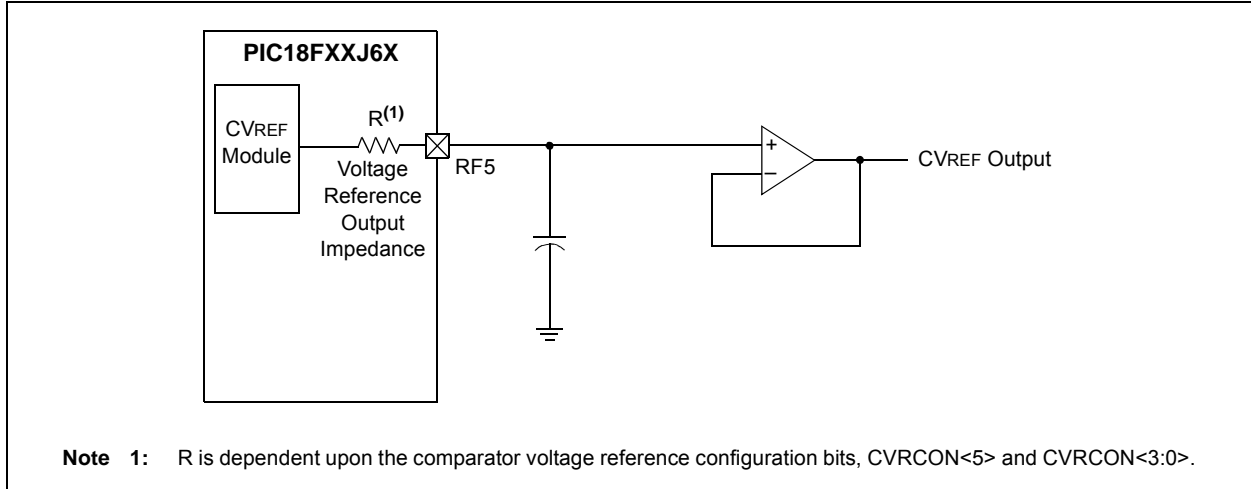 PIC18FXXJ6X
CVREF
Module
R(1)
Voltage
Reference
Output
Impedance
RF5
+
–
CVREF Output
Note 1: R is dependent upon the comparator voltage reference configuration bits, CVRCON<5> and CVRCON<3:0>.